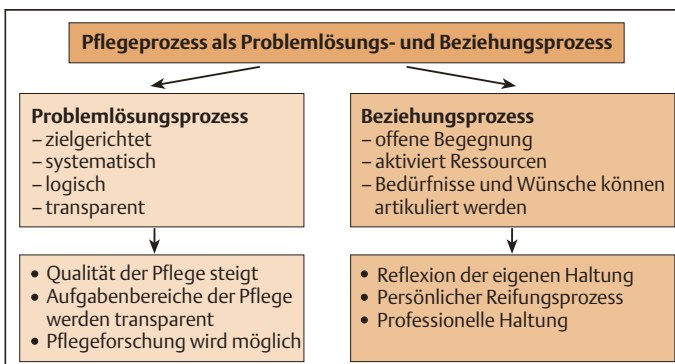 Pflegeprozess als Problemlösungs- und Beziehungsprozess
Problemlösungsprozess
– zielgerichtet
– systematisch
– logisch
– transparent
Beziehungsprozess
– offene Begegnung
– aktiviert Ressourcen
– Bedürfnisse und Wünsche können
artikuliert werden
• Qualität der Pflege steigt
• Aufgabenbereiche der Pflege
werden transparent
• Pflegeforschung wird möglich
• Reflexion der eigenen Haltung
• Persönlicher Reifungsprozess
• Professionelle Haltung